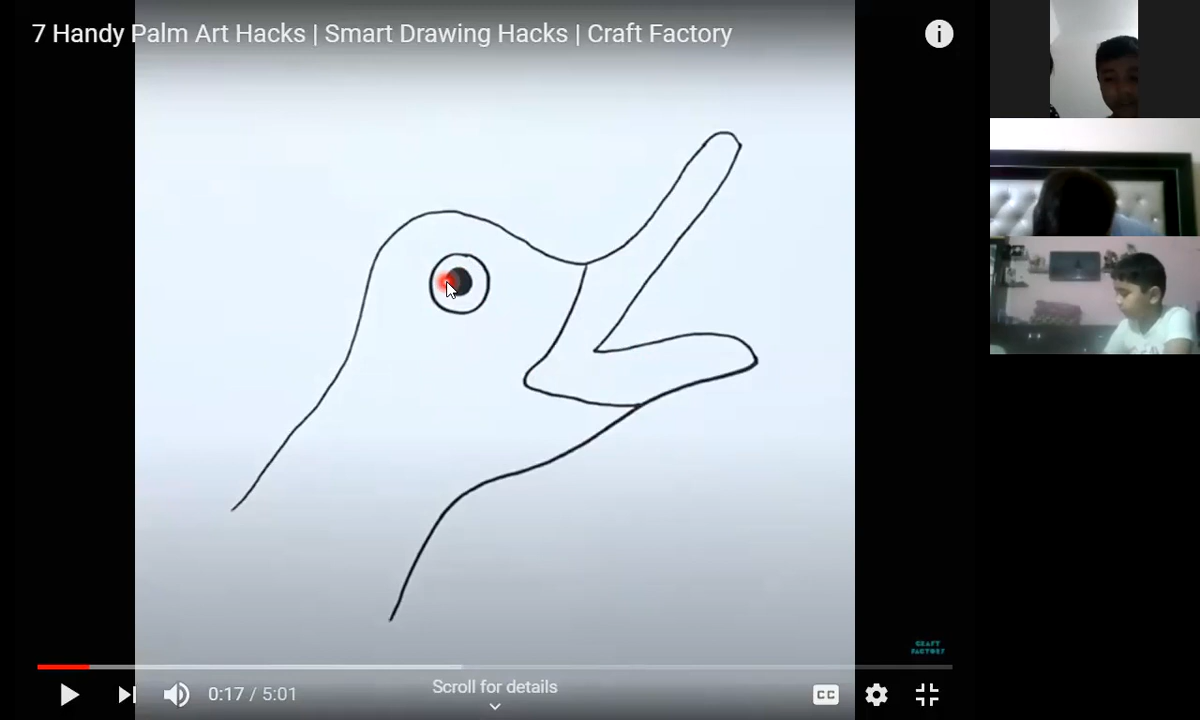 7 Handy Palm Art Hacks | Smart Drawing Hacks | Craft Factory
i
CRAFT
FACTORY
0:17 / 5:01
Scroll for details
CC